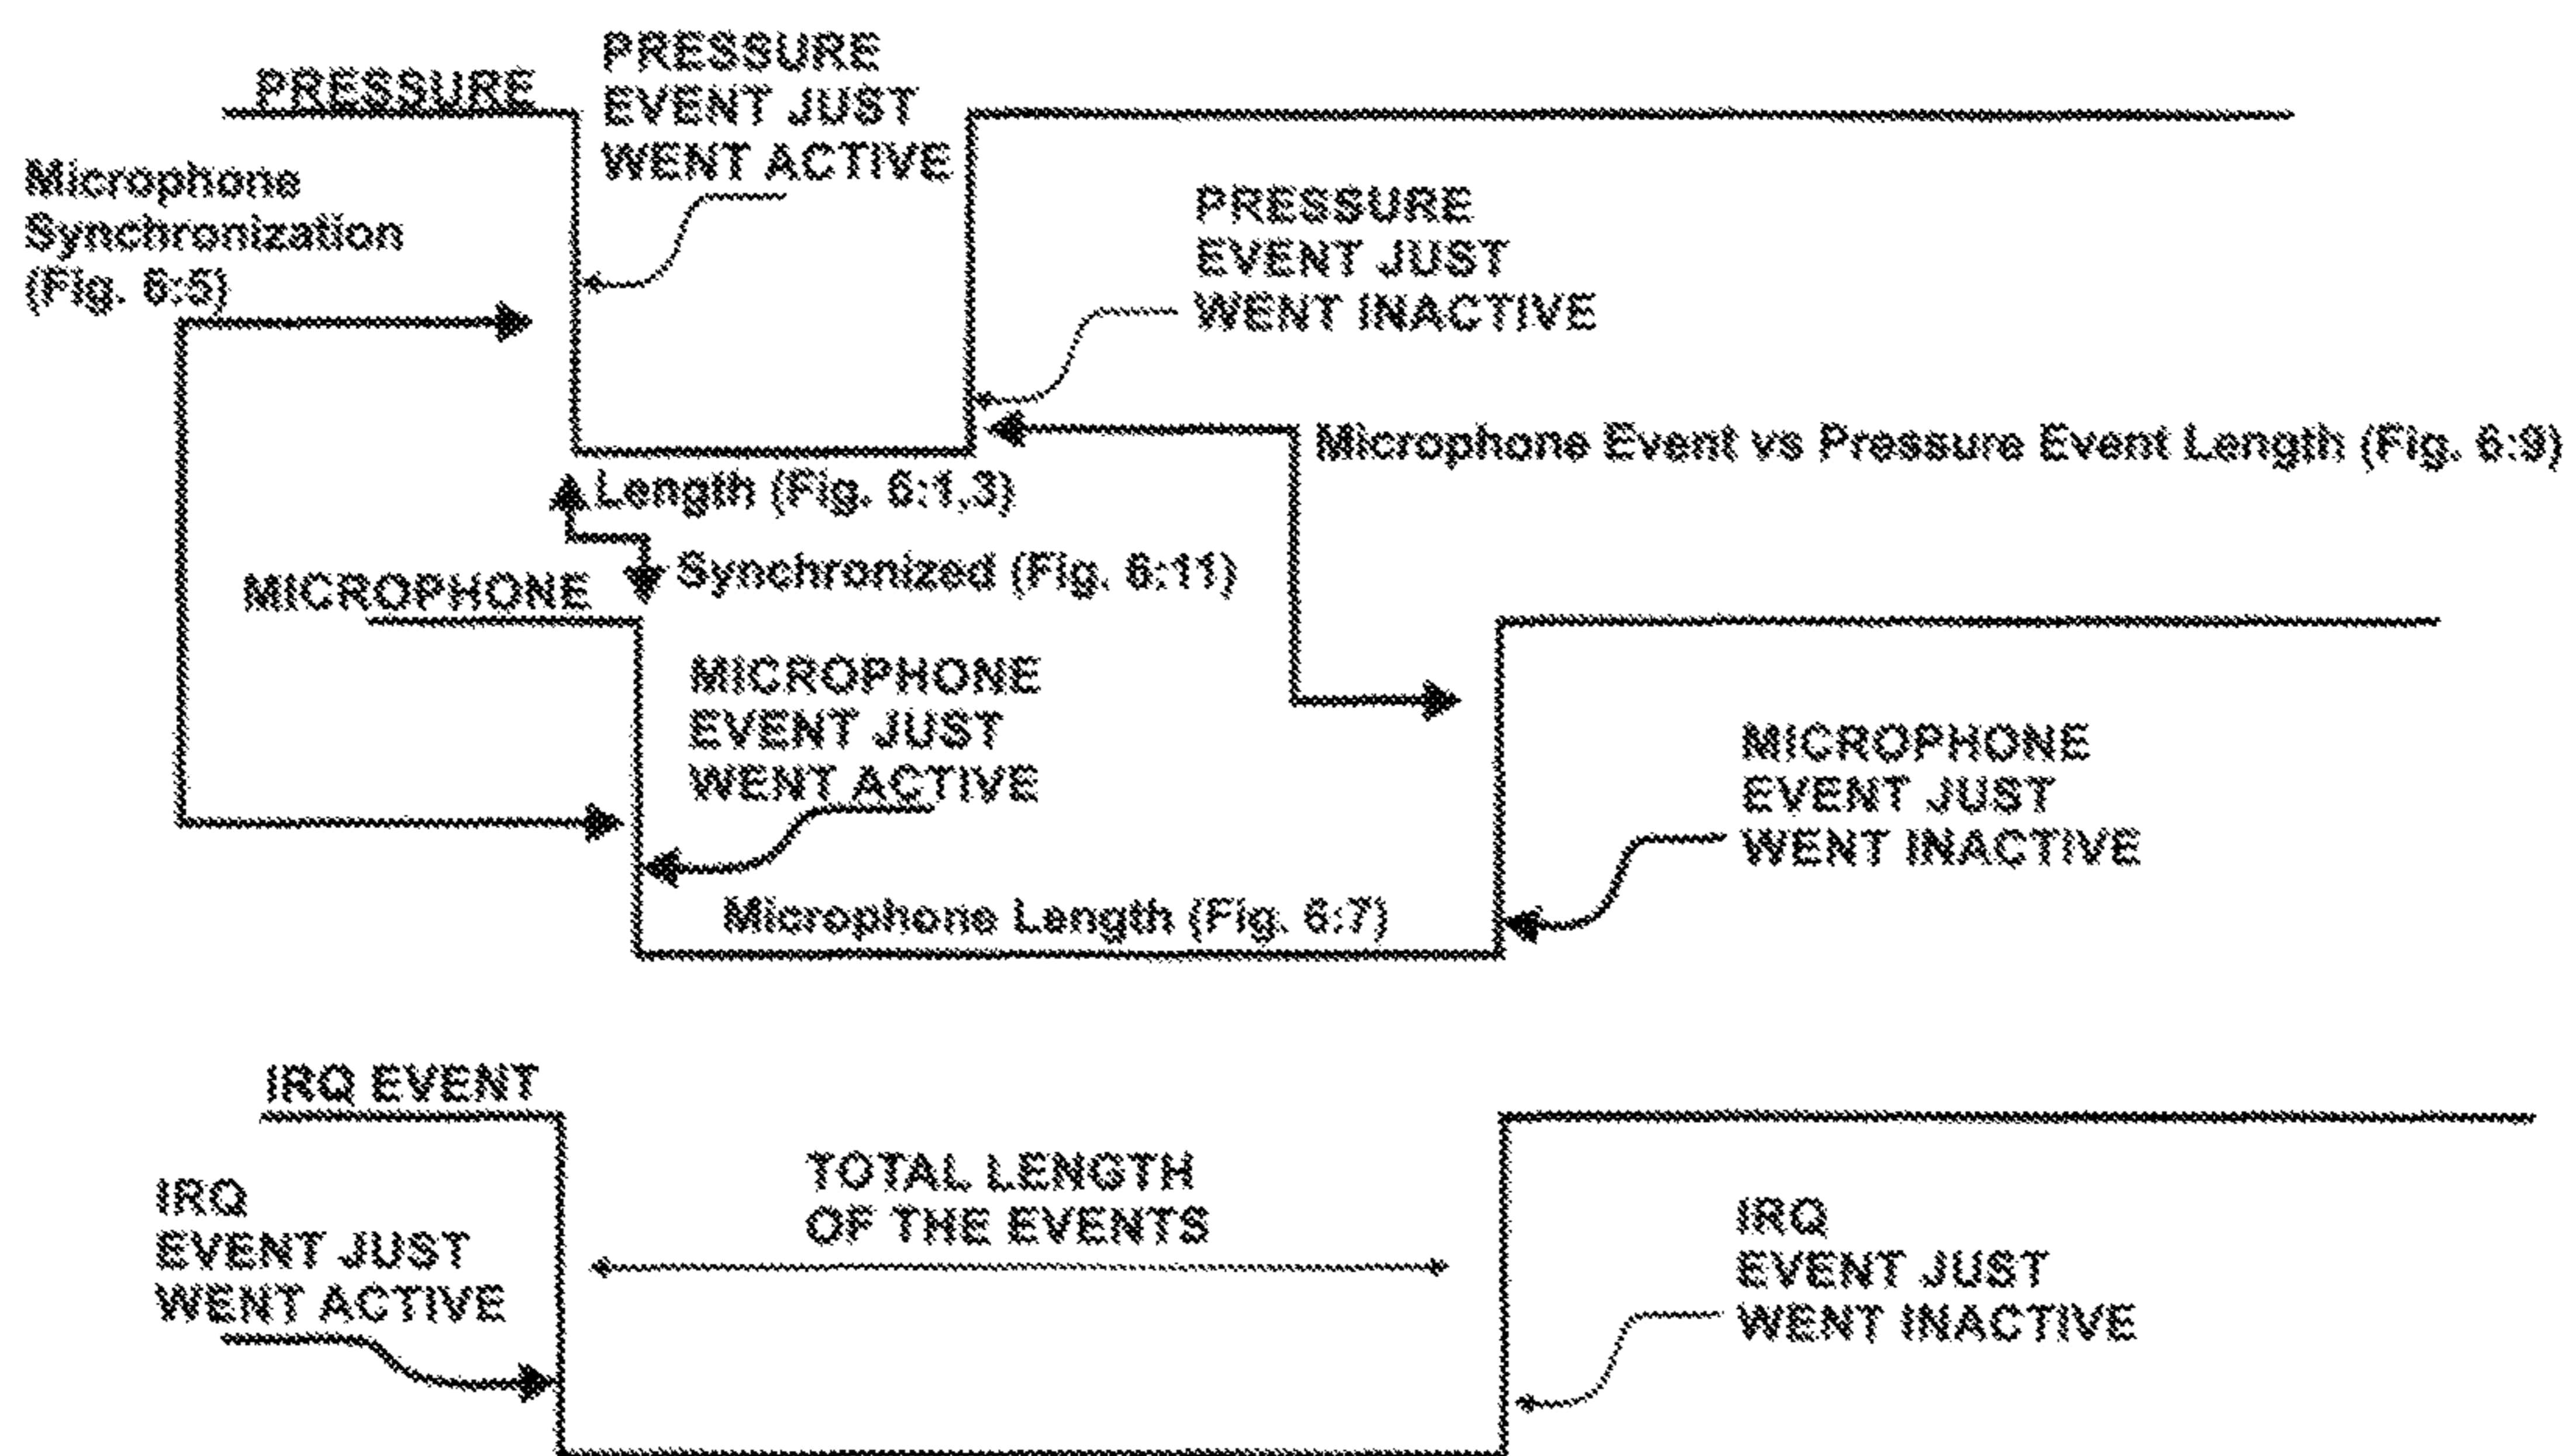 PRESSURE
PRESSURE
EVENT JUST
WENT ACTIVE
Microphone
Synchronization
(Fig. 6:5)
PRESSURE
EVENT JUST
WENT INACTIVE
Microphone Event vs Pressure Event Length (Fig. 6:9)
Length (Fig. 6:1,3)
Synchronized (Fig. 6:11)
MICROPHONE
MICROPHONE
EVENT JUST
WENT ACTIVE
MICROPHONE
EVENT JUST
WENT INACTIVE
Microphone Length (Fig. 6:7)
IRQ EVENT
TOTAL LENGTH
OF THE EVENTS
IRQ
EVENT JUST
WENT ACTIVE
IRQ
EVENT JUST
WENT INACTIVE